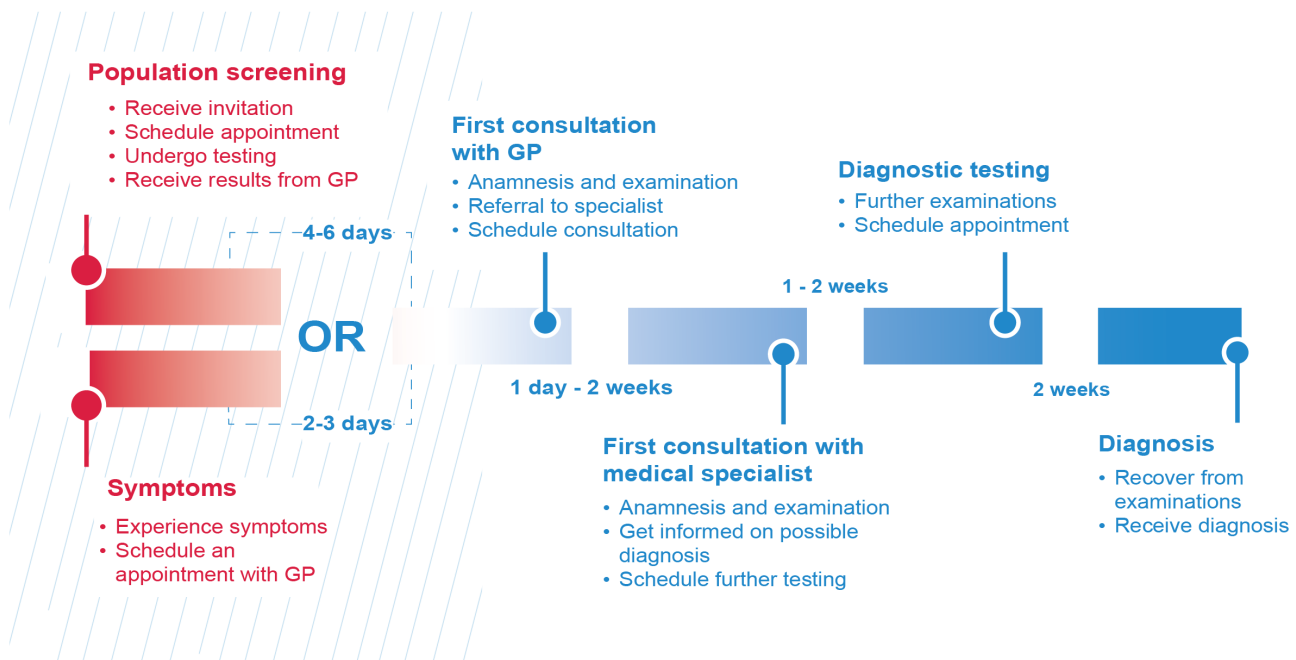 Population screening
• Receive invitation
• Schedule appointment
• Undergo testing
• Receive results from GP
4-6 days
OR
2-3 days
Symptoms
• Experience symptoms
• Schedule an
appointment with GP
First consultation
with GP
• Anamnesis and examination
• Referral to specialist
• Schedule consultation
1 day - 2 weeks
First consultation with
medical specialist
• Anamnesis and examination
• Get informed on possible
diagnosis
• Schedule further testing
1 - 2 weeks
Diagnostic testing
• Further examinations
• Schedule appointment
2 weeks
Diagnosis
• Recover from
examinations
• Receive diagnosis